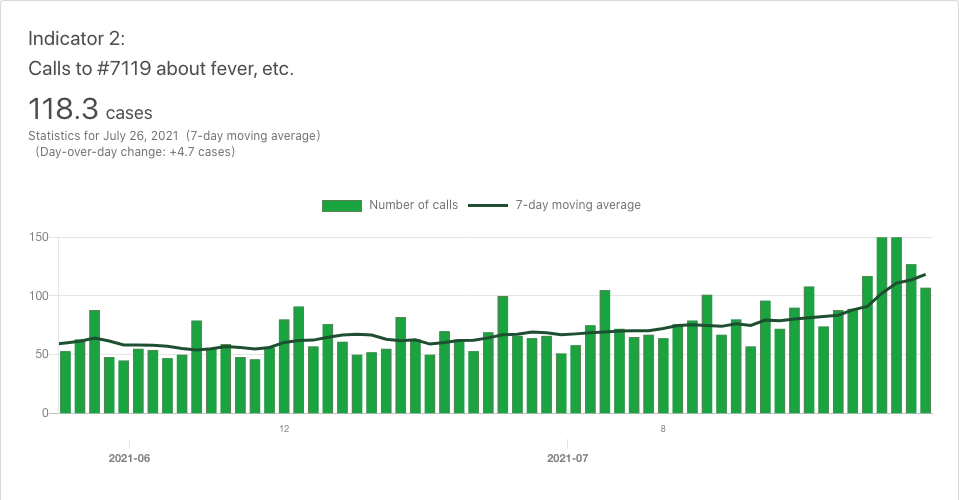 Indicator 2:
Calls to #7119 about fever, etc.
118.3 cases
Statistics for July 26, 2021 (7-day moving average)
(Day-over-day change: +4.7 cases)
Number of calls 7-day moving average
150
100
50
0
12 8
2021-06 2021-07